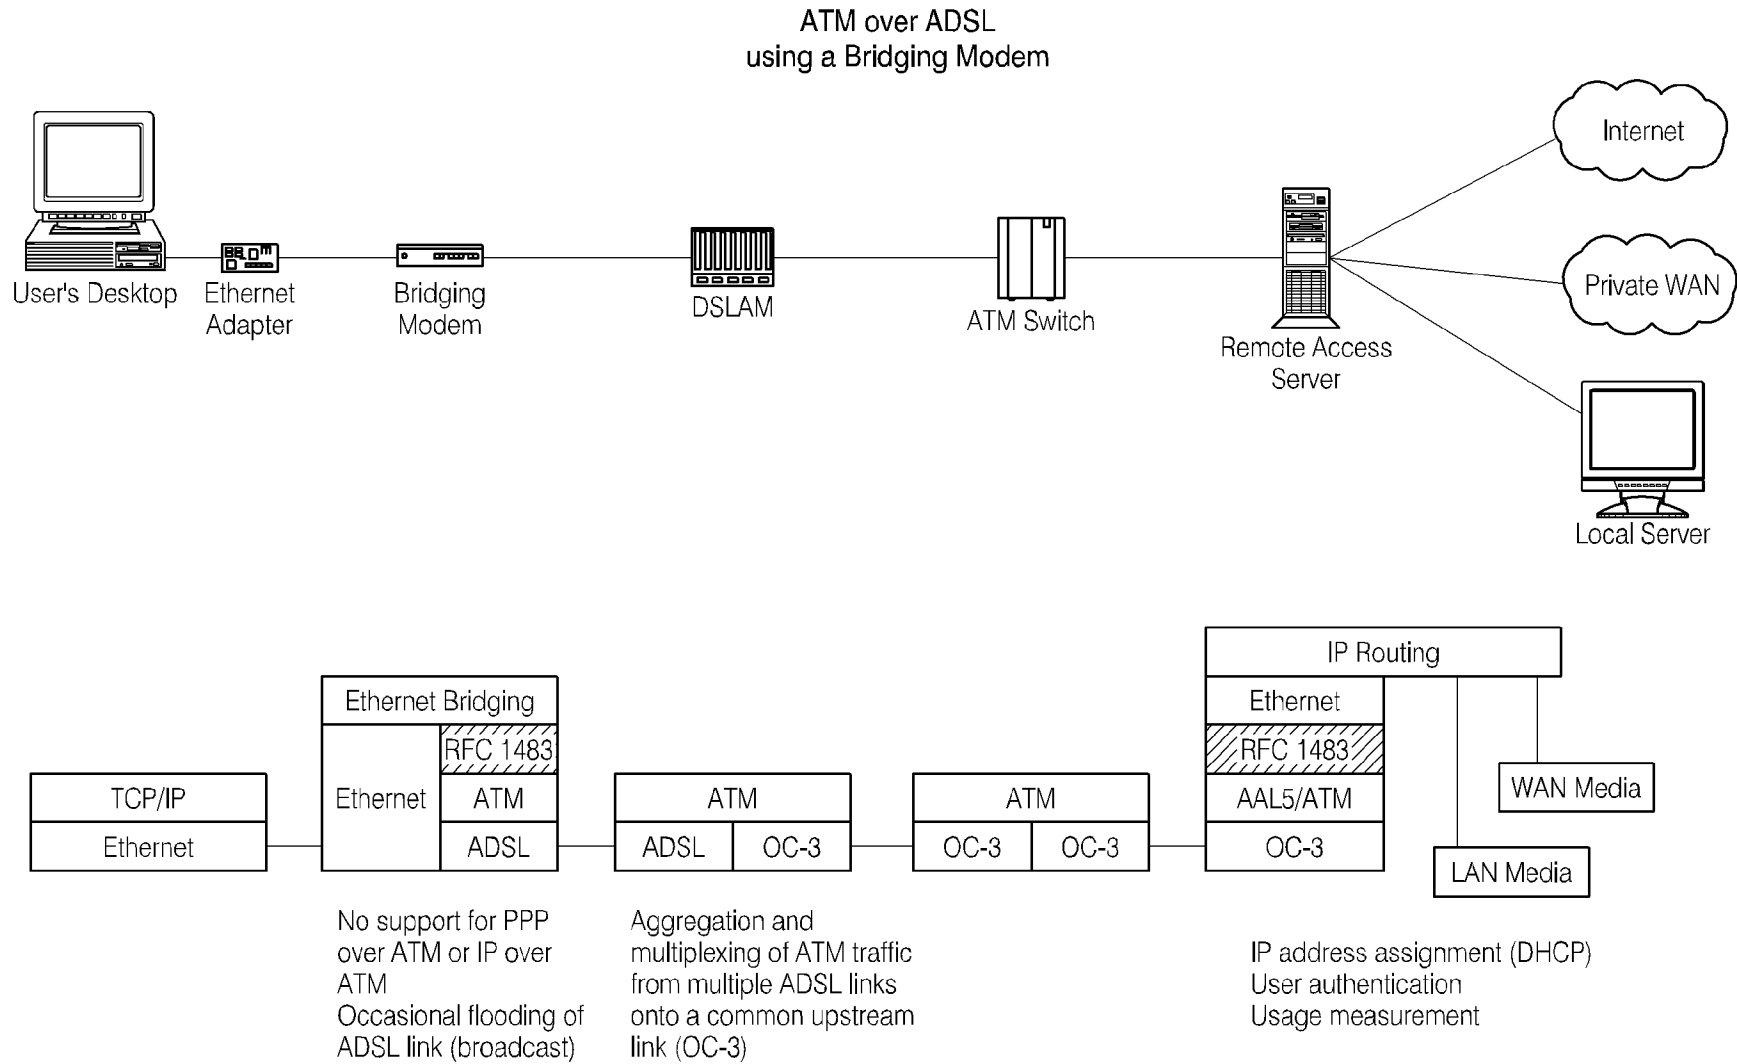 ATM over ADSL
using a Bridging Modem
Internet
Private WAN
User's Desktop
Ethernet
Adapter
Bridging
Modem
DSLAM
ATM Switch
Remote Access
Server
Local Server
IP Routing
Ethernet Bridging
Ethernet
RFC 1483
RFC 1483
TCP/IP
Ethernet
ATM
ATM
ATM
AAL5/ATM
WAN Media
Ethernet
ADSL
ADSL
OC-3
OC-3
OC-3
OC-3
LAN Media
No support for PPP
over ATM or IP over
ATM
Occasional flooding of
ADSL link (broadcast)
Aggregation and
multiplexing of ATM traffic
from multiple ADSL links
onto a common upstream
link (OC-3)
IP address assignment (DHCP)
User authentication
Usage measurement